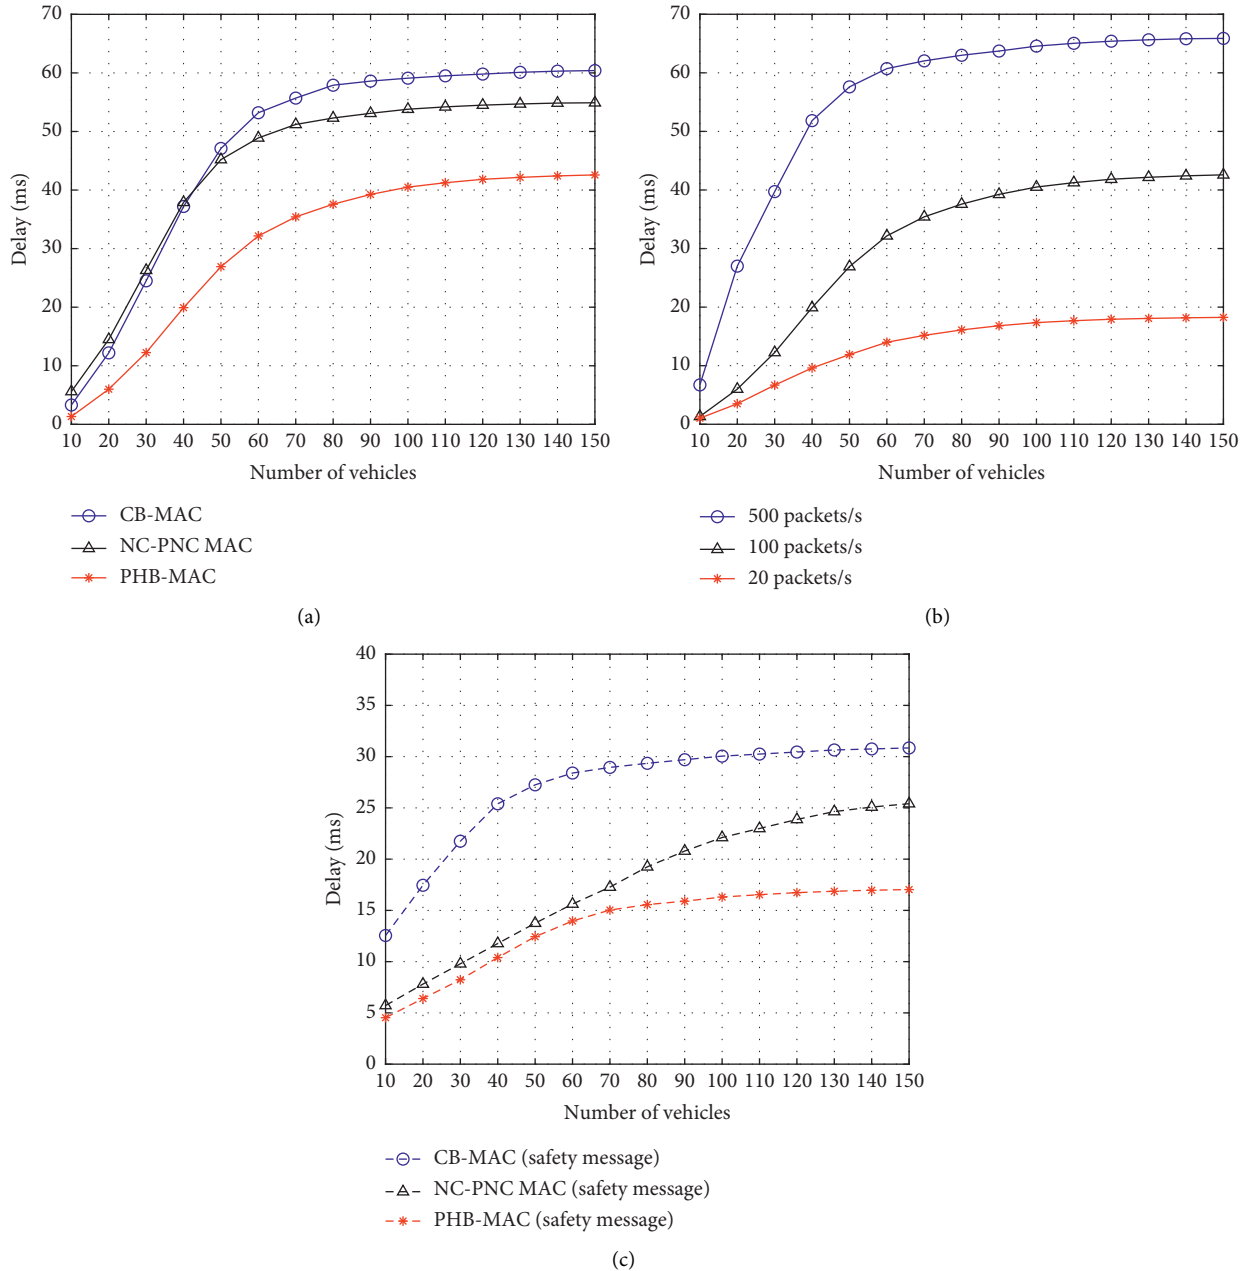 70
60
50
40
30
20
10
0
Delay (ms)
10 20 30 40 50 60 70 80 90 100 110 120 130 140 150
Number of vehicles
CB-MAC
NC-PNC MAC
PHB-MAC
(a)
70
60
50
40
30
20
10
0
Delay (ms)
10 20 30 40 50 60 70 80 90 100 110 120 130 140 150
Number of vehicles
500 packets/s
100 packets/s
20 packets/s
(b)
40
35
30
25
20
15
10
5
0
Delay (ms)
10 20 30 40 50 60 70 80 90 100 110 120 130 140 150
Number of vehicles
CB-MAC (safety message)
NC-PNC MAC (safety message)
PHB-MAC (safety message)
(c)